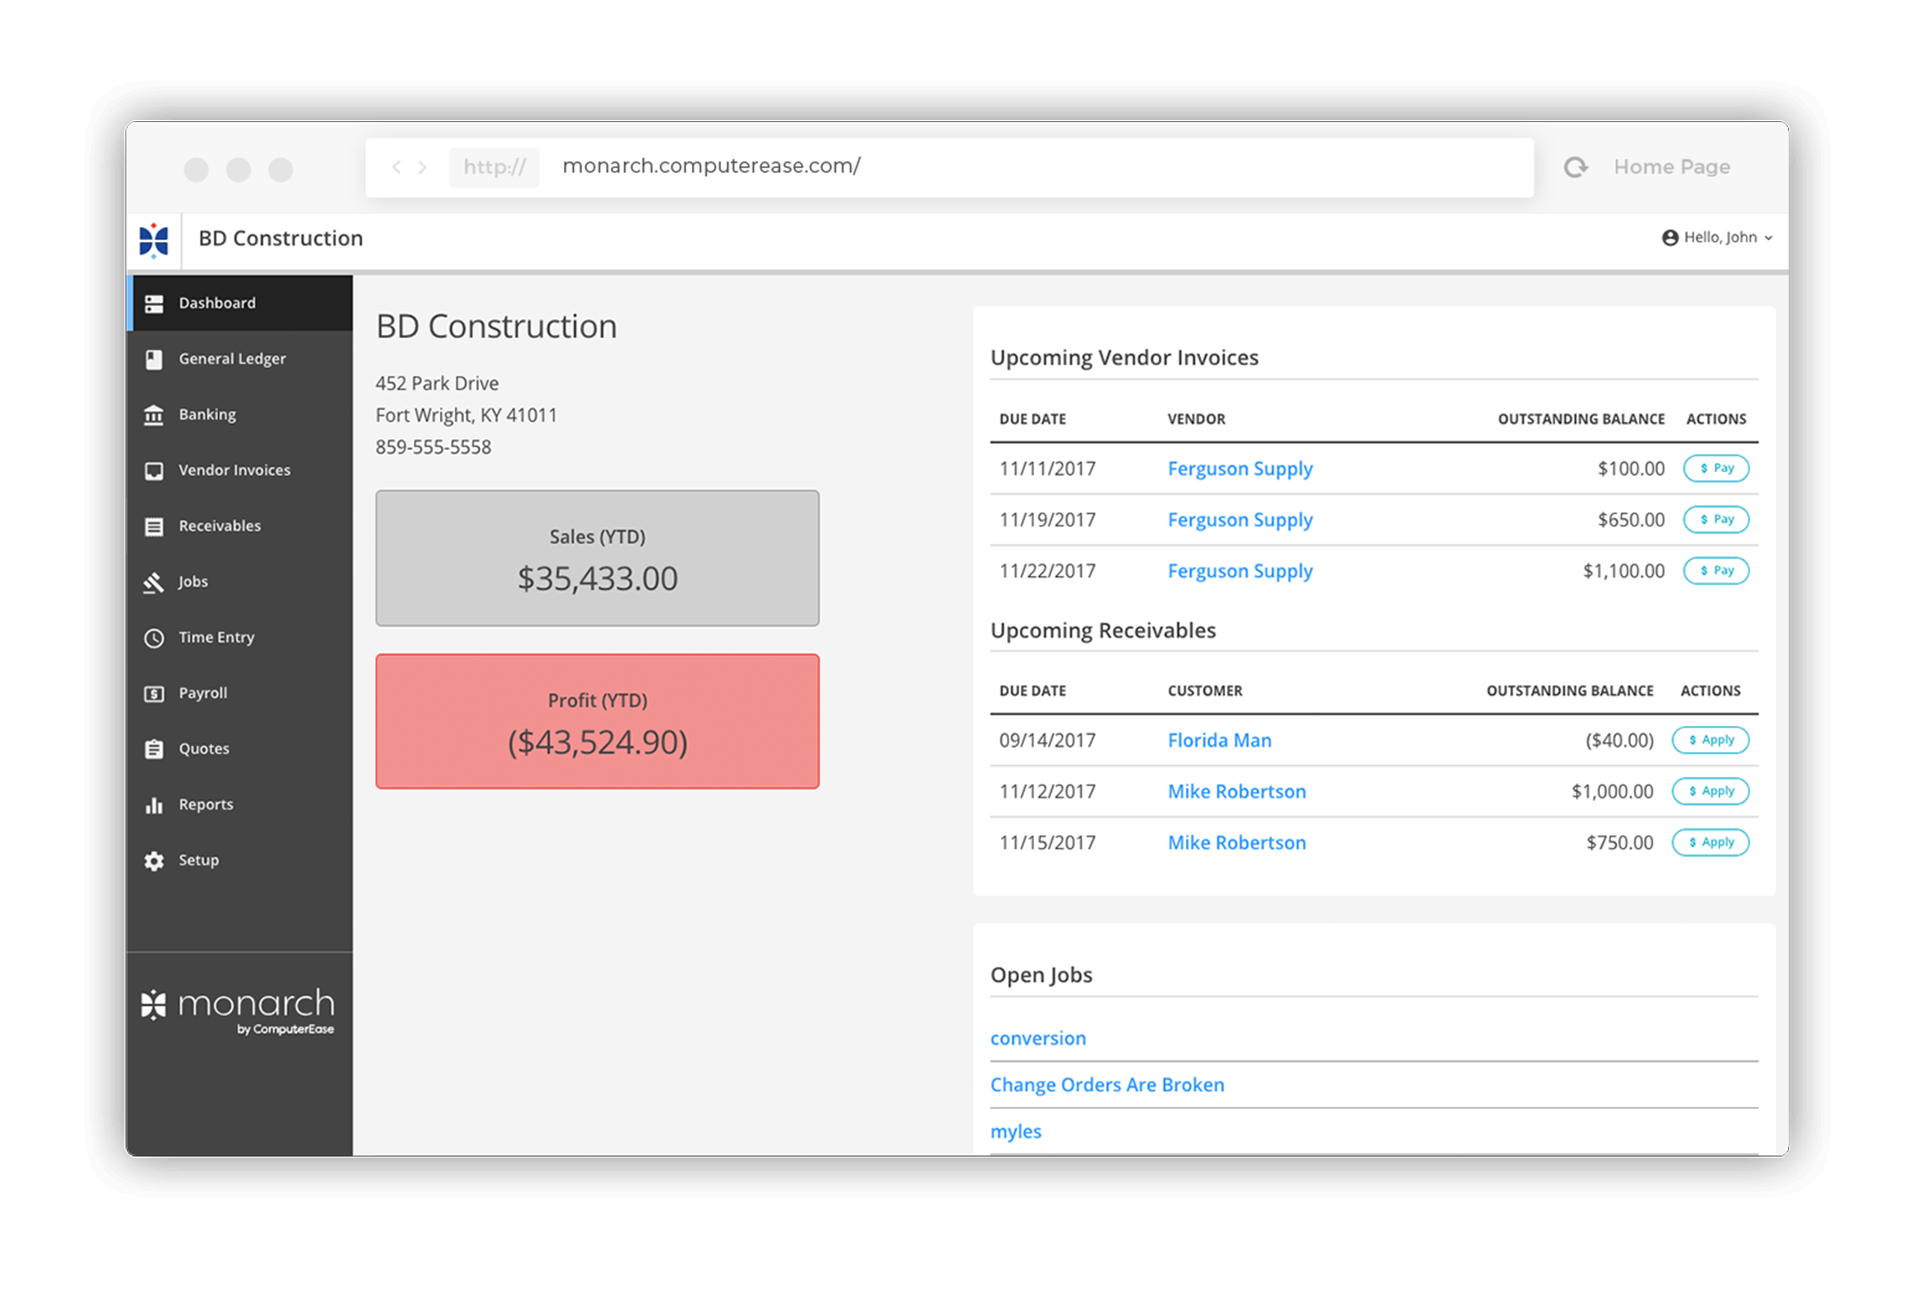 http:// monarch.computerease.com/ Home Page
BD Construction Hello, John
Dashboard
General Ledger
Banking
Vendor Invoices
Receivables
Jobs
Time Entry
Payroll
Quotes
Reports
Setup
monarch
by ComputerEase
BD Construction
452 Park Drive
Fort Wright, KY 41011
859-555-5558
Sales (YTD)
$35,433.00
Profit (YTD)
($43,524.90)
Upcoming Vendor Invoices
DUE DATE VENDOR OUTSTANDING BALANCE ACTIONS
11/11/2017 Ferguson Supply $100.00 $ Pay
11/19/2017 Ferguson Supply $650.00 $ Pay
11/22/2017 Ferguson Supply $1,100.00 $ Pay
Upcoming Receivables
DUE DATE CUSTOMER OUTSTANDING BALANCE ACTIONS
09/14/2017 Florida Man ($40.00) $ Apply
11/12/2017 Mike Robertson $1,000.00 $ Apply
11/15/2017 Mike Robertson $750.00 $ Apply
Open Jobs
conversion
Change Orders Are Broken
myles